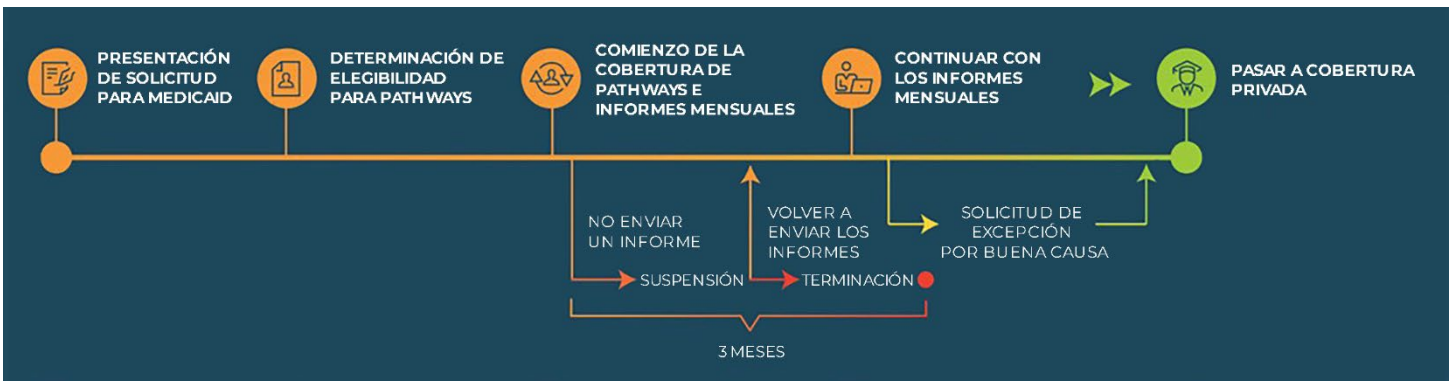 PRESENTACIÓN
DE SOLICITUD
PARA MEDICAID
DETERMINACIÓN DE
ELEGIBILIDAD
PARA PATHWAYS
COMIENZO DE LA
COBERTURA DE
PATHWAYS E
INFORMES MENSUALES
CONTINUAR CON
LOS INFORMES
MENSUALES
PASAR A COBERTURA
PRIVADA
NO ENVIAR
UN INFORME
SUSPENSIÓN
VOLVER A
ENVIAR LOS
INFORMES
TERMINACIÓN
SOLICITUD DE
EXCEPCIÓN
POR BUENA CAUSA
3 MESES